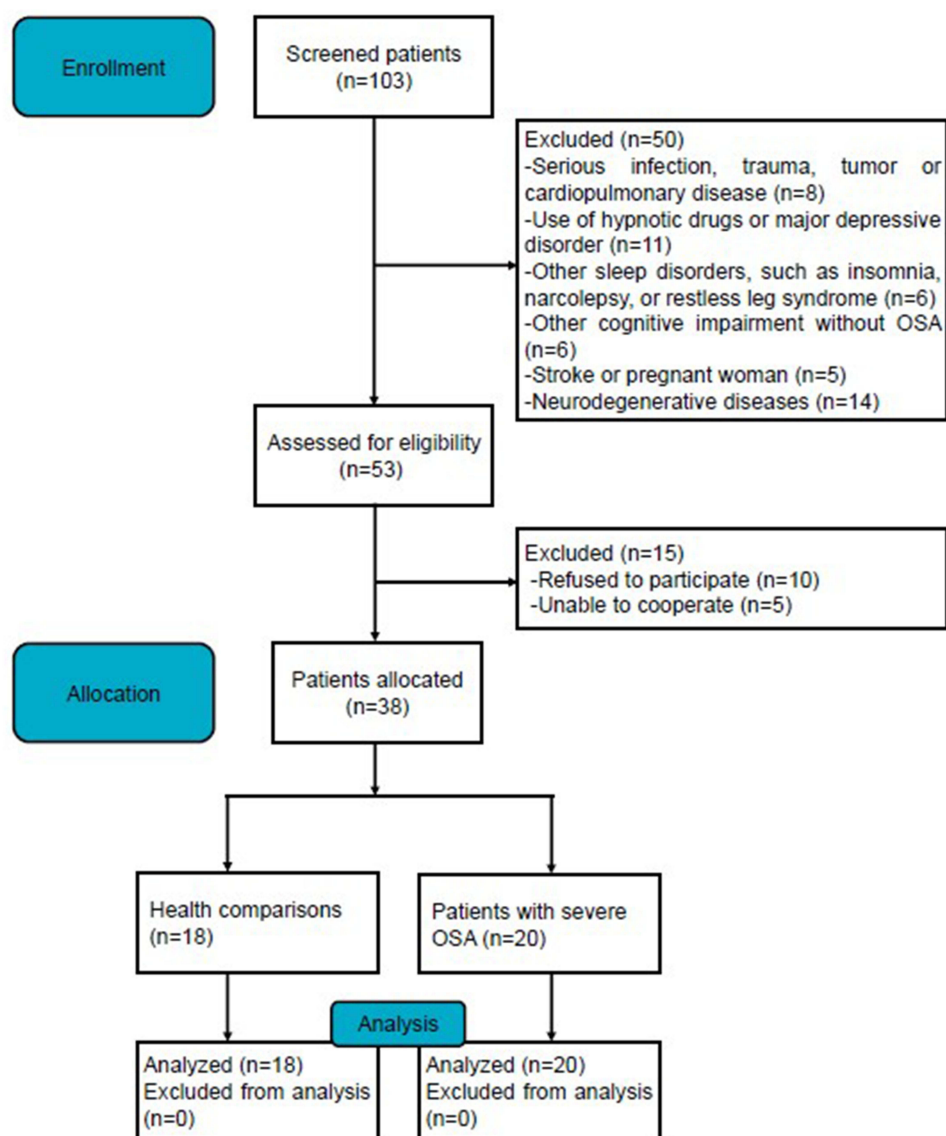 Enrollment
Screened patients
(n=103)
Excluded (n=50)
-Serious infection, trauma, tumor or
cardiopulmonary disease (n=8)
-Use of hypnotic drugs or major depressive
disorder (n=11)
-Other sleep disorders, such as insomnia,
narcolepsy, or restless leg syndrome (n=6)
-Other cognitive impairment without OSA
(n=6)
-Stroke or pregnant woman (n=5)
-Neurodegenerative diseases (n=14)
Assessed for eligibility
(n=53)
Excluded (n=15)
-Refused to participate (n=10)
-Unable to cooperate (n=5)
Allocation
Patients allocated
(n=38)
Health comparisons
(n=18)
Patients with severe
OSA (n=20)
Analysis
Analyzed (n=18)
Excluded from analysis
(n=0)
Analyzed (n=20)
Excluded from analysis
(n=0)